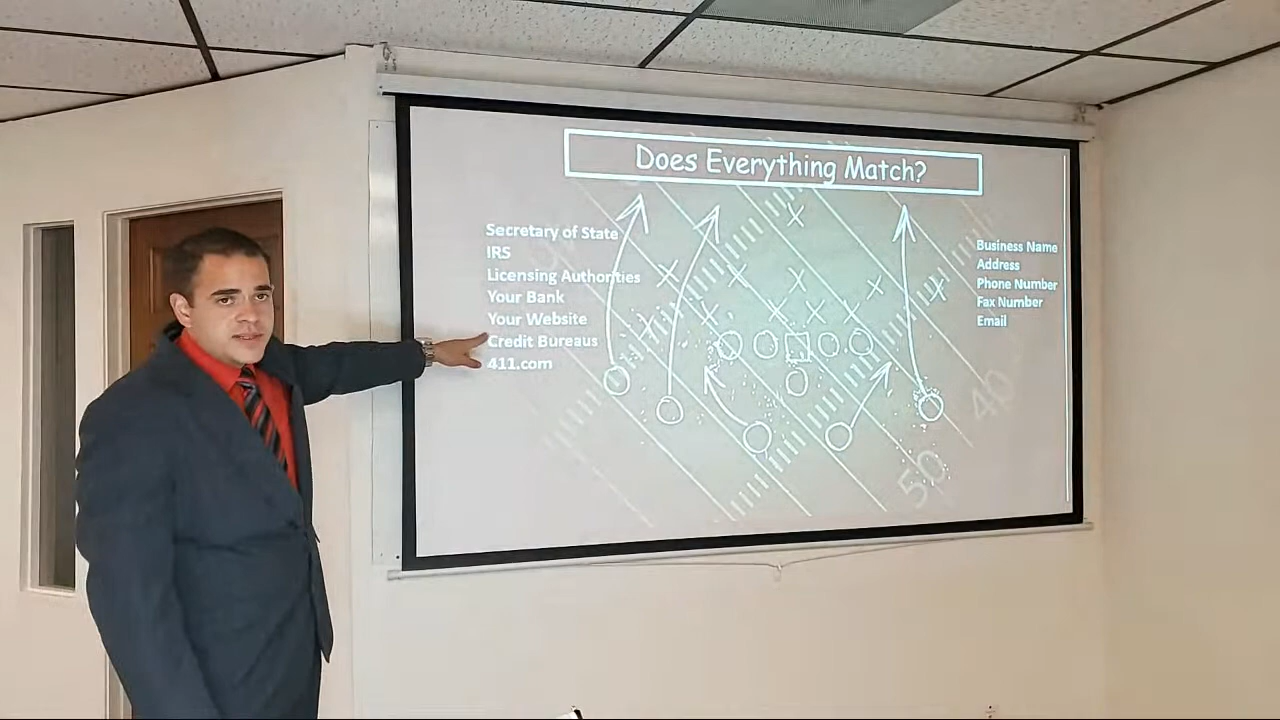 Does Everything Match?
Secretary of State
IRS
Licensing Authorities
Your Bank
Your Website
Credit Bureaus
411.com
Business Name
Address
Phone Number
Fax Number
Email
40
50